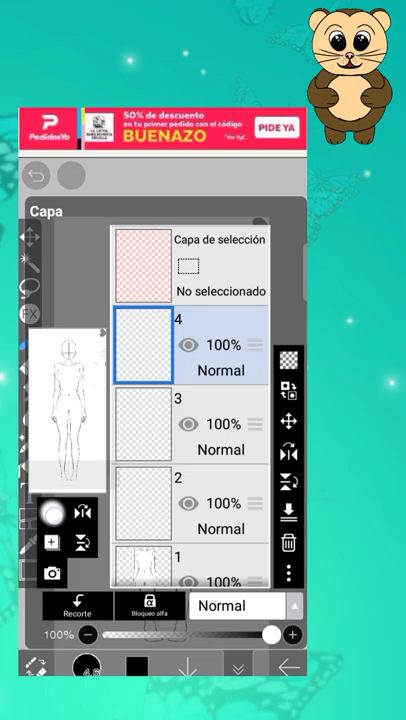 PedidosYa
50% de descuento
en tu primer pedido con el código
BUENAZO
PIDE YA
Capa
Capa de selección
No seleccionado
FX
4
100%
Normal
3
100%
Normal
2
100%
Normal
1
100%
Recorte
Bloqueo alfa
Normal
100%